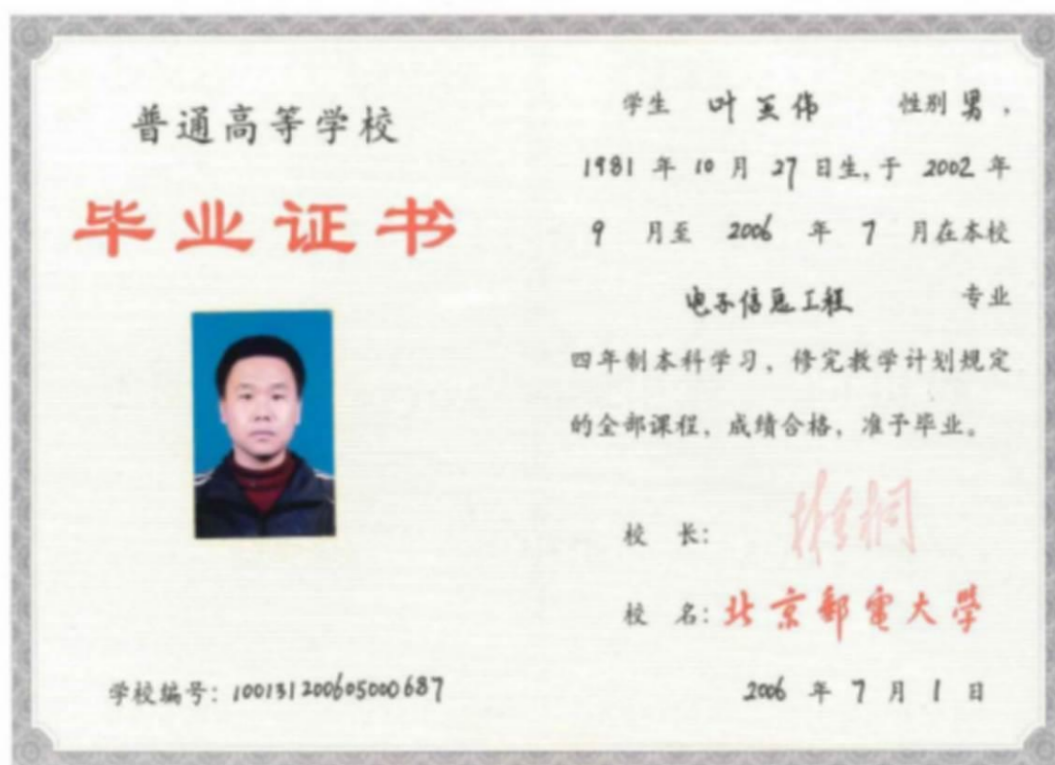 普通高等学校
毕业证书
学校编号：100131200605000687
学生 叶 伟 性别 男，
1981 年 10 月 27 日生，于 2002 年
9 月至 2006 年 7 月在本校
电子信息工程 专业
四年制本科学习，修完教学计划规定
的全部课程，成绩合格，准予毕业。
校 长：
校 名：北京郵電大學
2006 年 7 月 1 日